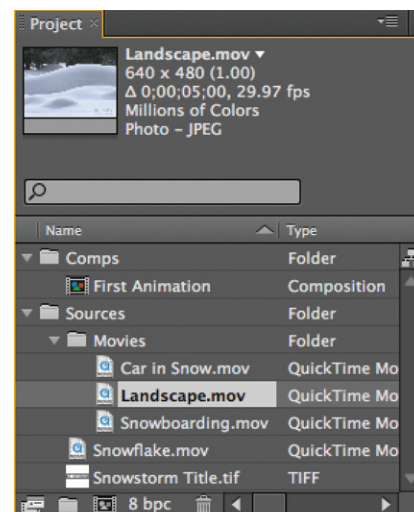 Project
Landscape.mov
640 x 480 (1.00)
Δ 0;00;05;00, 29.97 fps
Millions of Colors
Photo – JPEG
Name Type
Comps Folder
First Animation Composition
Sources Folder
Movies Folder
Car in Snow.mov QuickTime Mo
Landscape.mov QuickTime Mo
Snowboarding.mov QuickTime Mo
Snowflake.mov QuickTime Mo
Snowstorm Title.tif TIFF
8 bpc